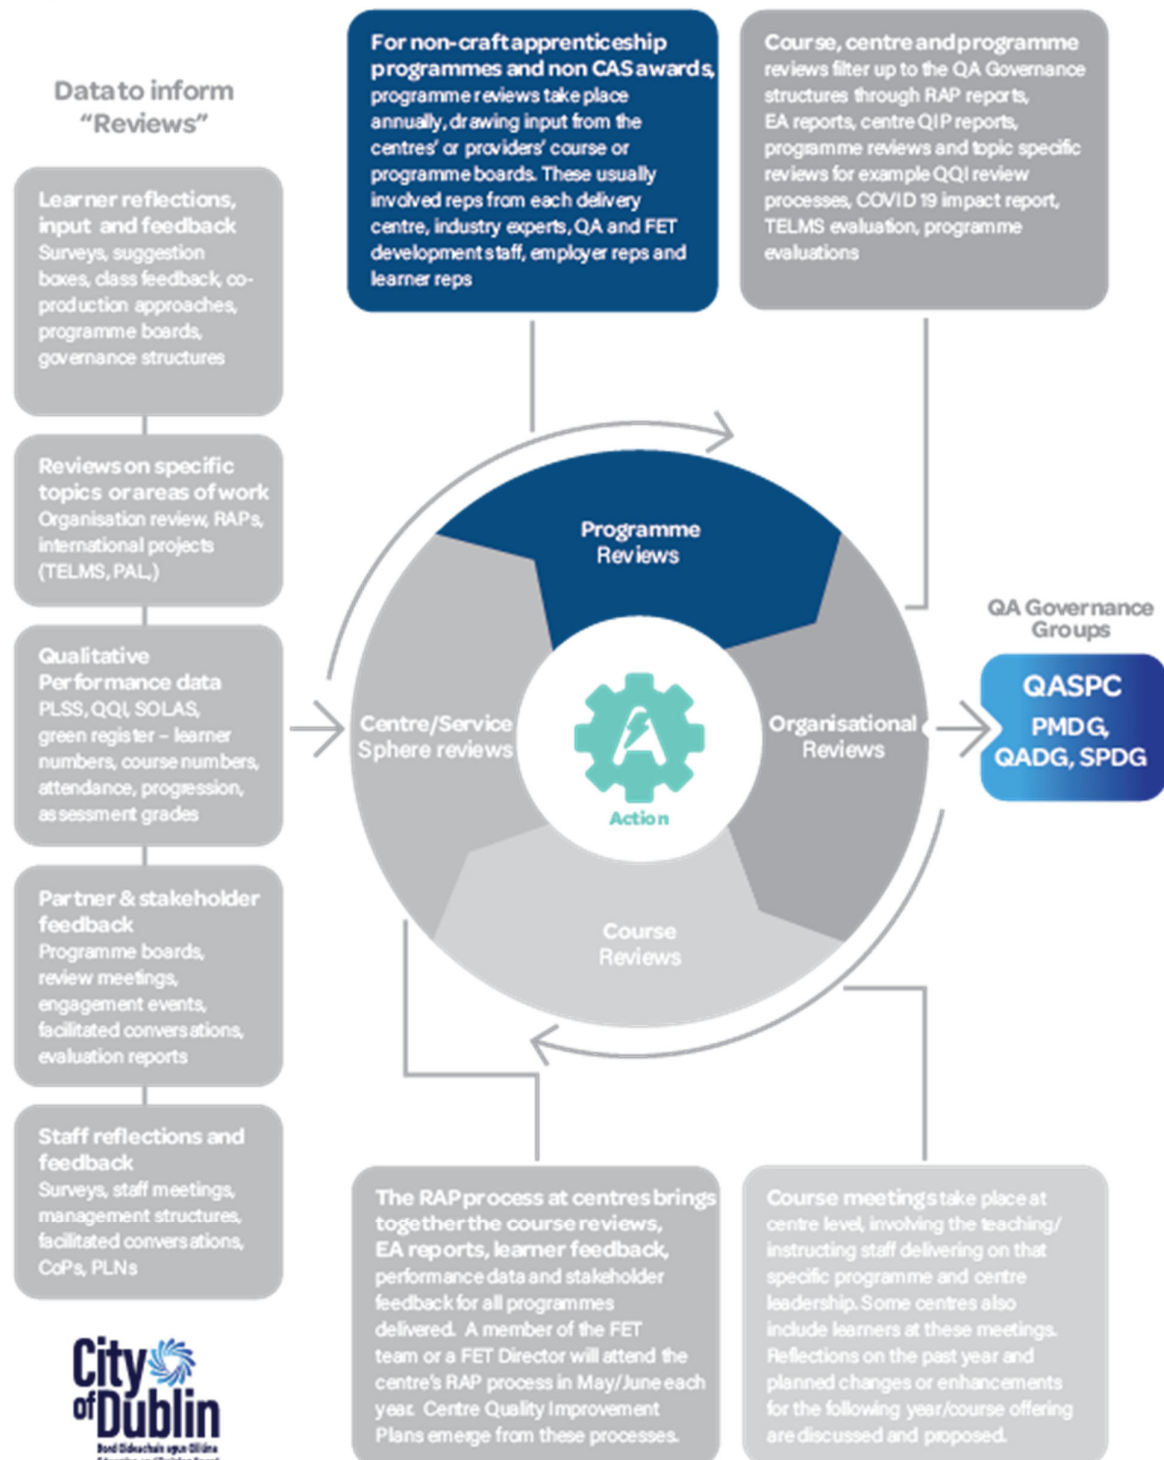 Data to inform
"Reviews"
Learner reflections,
input and feedback
Surveys, suggestion
boxes, class feedback, co-
production approaches,
programme boards,
governance structures
Reviews on specific
topics or areas of work
Organisation review, RAPs,
international projects
(TELMS, PAL,)
Qualitative
Performance data
PLSS, QQI, SOLAS,
green register – learner
numbers, course numbers,
attendance, progression,
assessment grades
Partner & stakeholder
feedback
Programme boards,
review meetings,
engagement events,
facilitated conversations,
evaluation reports
Staff reflections and
feedback
Surveys, staff meetings,
management structures,
facilitated conversations,
CoPs, PLNs
For non-craft apprenticeship
programmes and non CAS awards,
programme reviews take place
annually, drawing input from the
centres' or providers' course or
programme boards. These usually
involved reps from each delivery
centre, industry experts, QA and FET
development staff, employer reps and
learner reps
Course, centre and programme
reviews filter up to the QA Governance
structures through RAP reports,
EA reports, centre QIP reports,
programme reviews and topic specific
reviews for example QQI review
processes, COVID 19 impact report,
TELMS evaluation, programme
evaluations
Programme
Reviews
Centre/Service
Sphere reviews
Action
Organisational
Reviews
Course
Reviews
QA Governance
Groups
QASPC
PMDG,
QADG, SPDG
The RAP process at centres brings
together the course reviews,
EA reports, learner feedback,
performance data and stakeholder
feedback for all programmes
delivered. A member of the FET
team or a FET Director will attend the
centre's RAP process in May/June each
year. Centre Quality Improvement
Plans emerge from these processes.
Course meetings take place at
centre level, involving the teaching/
instructing staff delivering on that
specific programme and centre
leadership. Some centres also
include learners at these meetings.
Reflections on the past year and
planned changes or enhancements
for the following year/course offering
are discussed and proposed.
City
of Dublin
Bord Oideachais agus Oiliúna